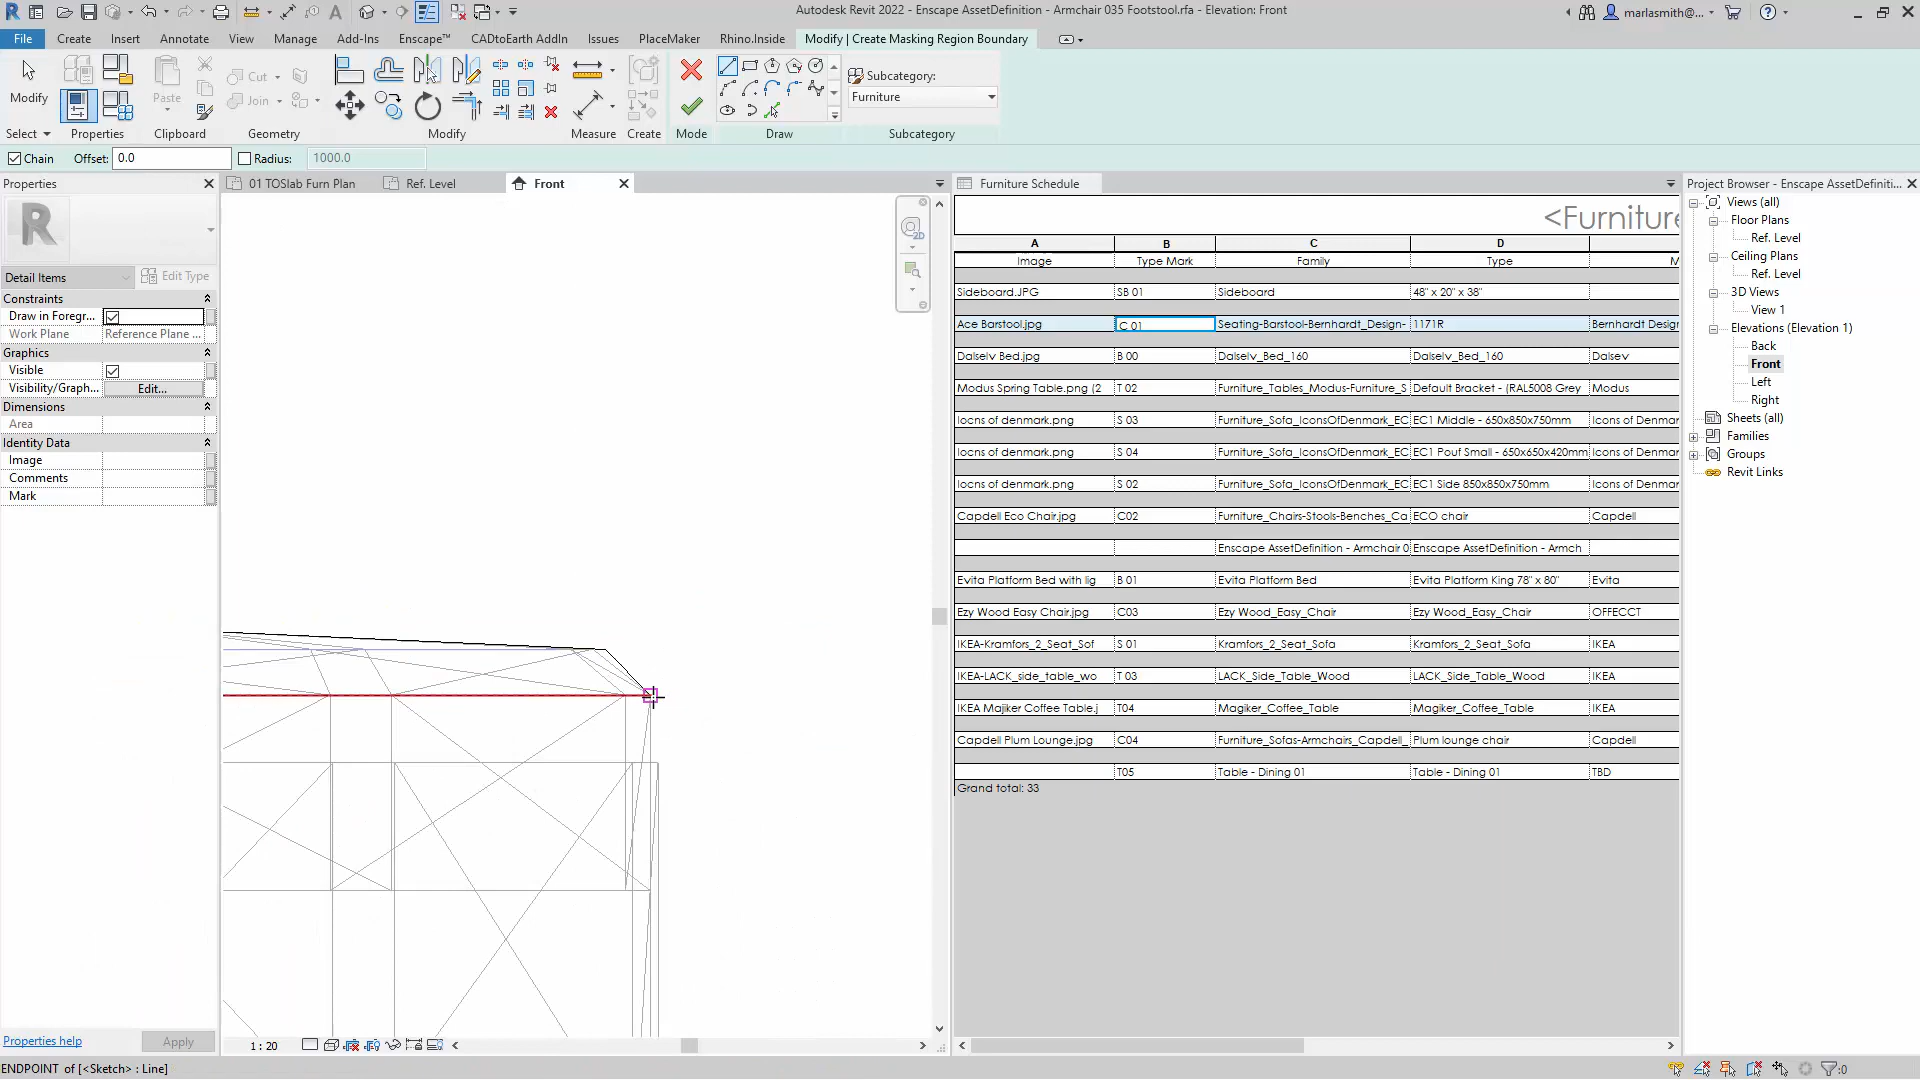 Autodesk Revit 2022 - Enscape AssetDefinition - Armchair 035 Footstool.rfa - Elevation: Front
marlasmith@...
File Create Insert Annotate View Manage Add-Ins Enscape™ CADtoEarth AddIn Issues PlaceMaker Rhino.Inside Modify | Create Masking Region Boundary
Modify
Paste
Cut
Join
Subcategory:
Furniture
Select Properties Clipboard Geometry Modify Measure Create Mode Draw Subcategory
Chain Offset: 0.0 Radius: 1000.0
Properties
01 TOSlab Furn Plan
Ref. Level
Front
Furniture Schedule
Project Browser - Enscape AssetDefiniti...
R
Detail Items
Edit Type
Constraints
Draw in Foregr...
Work Plane Reference Plane ...
Graphics
Visible
Visibility/Graph... Edit...
Dimensions
Area
Identity Data
Image
Comments
Mark
Properties help
Apply
2D
1 : 20
<Furniture
A B C D
Image Type Mark Family Type M
Sideboard.JPG SB 01 Sideboard 48" x 20" x 38"
Ace Barstool.jpg C 01 Seating-Barstool-Bernhardt_Design- 1171R Bernhardt Design
Dalselv Bed.jpg B 00 Dalselv_Bed_160 Dalselv_Bed_160 Dalsev
Modus Spring Table.png (2 T 02 Furniture_Tables_Modus-Furniture_S Default Bracket - (RAL5008 Grey Modus
Iocns of denmark.png S 03 Furniture_Sofa_IconsOfDenmark_EC EC1 Middle - 650x850x750mm Icons of Denmark
Iocns of denmark.png S 04 Furniture_Sofa_IconsOfDenmark_EC EC1 Pouf Small - 650x650x420mm Icons of Denmark
Iocns of denmark.png S 02 Furniture_Sofa_IconsOfDenmark_EC EC1 Side 850x850x750mm Icons of Denmark
Capdell Eco Chair.jpg C02 Furniture_Chairs-Stools-Benches_Ca ECO chair Capdell
Enscape AssetDefinition - Armchair 0 Enscape AssetDefinition - Armch
Evita Platform Bed with lig B 01 Evita Platform Bed Evita Platform King 78" x 80" Evita
Ezy Wood Easy Chair.jpg C03 Ezy Wood_Easy_Chair Ezy Wood_Easy_Chair OFFECCT
IKEA-Kramfors_2_Seat_Sof S 01 Kramfors_2_Seat_Sofa Kramfors_2_Seat_Sofa IKEA
IKEA-LACK_side_table_wo T 03 LACK_Side_Table_Wood LACK_Side_Table_Wood IKEA
IKEA Majiker Coffee Table.j T04 Magiker_Coffee_Table Magiker_Coffee_Table IKEA
Capdell Plum Lounge.jpg C04 Furniture_Sofas-Armchairs_Capdell_ Plum lounge chair Capdell
T05 Table - Dining 01 Table - Dining 01 TBD
Grand total: 33
Views (all)
Floor Plans
Ref. Level
Ceiling Plans
Ref. Level
3D Views
View 1
Elevations (Elevation 1)
Back
Front
Left
Right
Sheets (all)
Families
Groups
Revit Links
ENDPOINT of [<Sketch> : Line]
:0